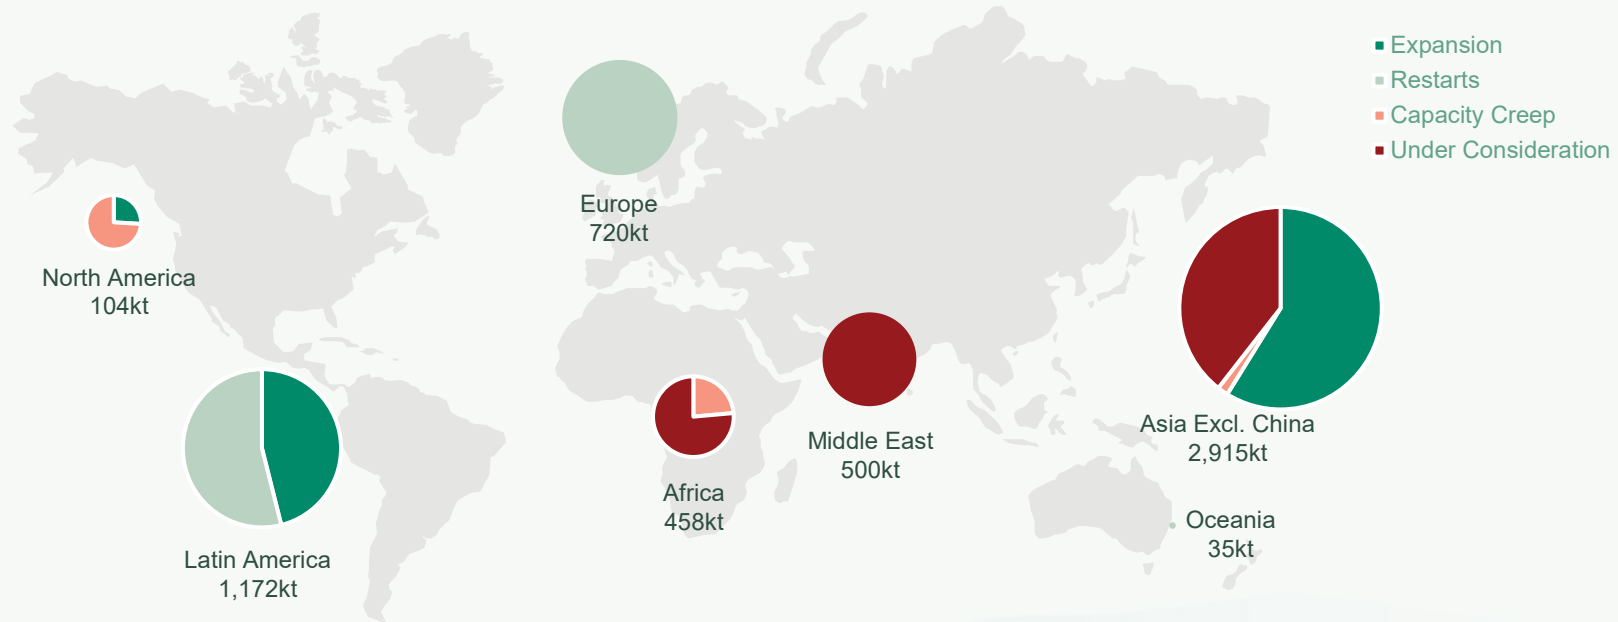 Expansion
Restarts
Capacity Creep
Under Consideration
Europe
720kt
North America
104kt
Asia Excl. China
2,915kt
Middle East
500kt
Africa
458kt
Oceania
35kt
Latin America
1,172kt